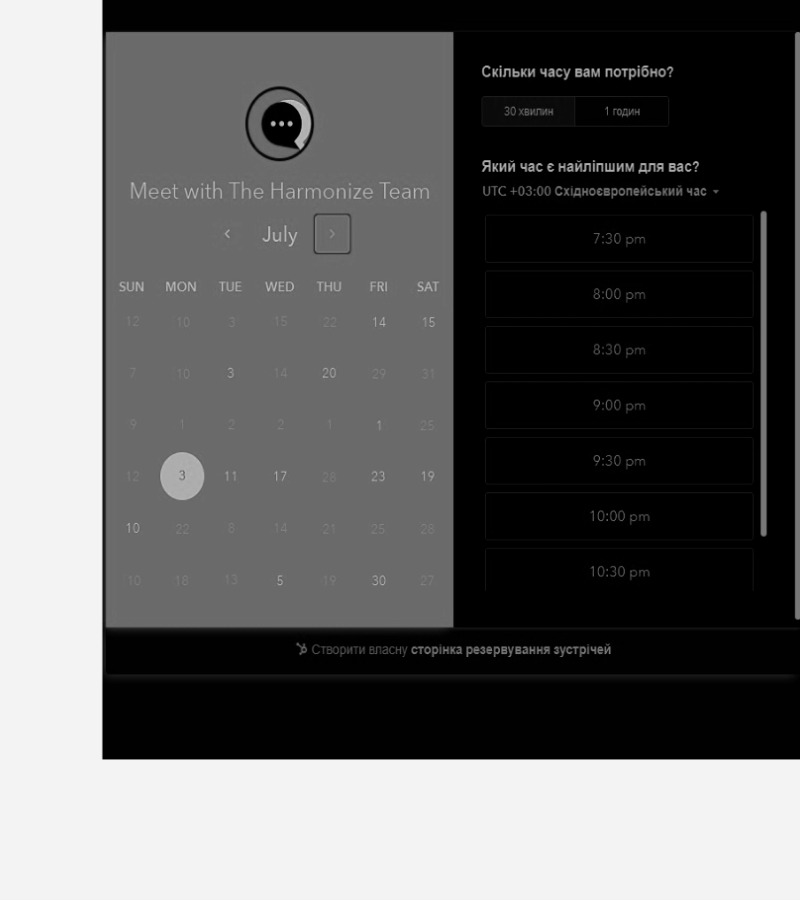 Meet with The Harmonize Team
July
SUN MON TUE WED THU FRI SAT
12 10 3 15 22 14 15
7 10 3 14 20 29 31
9 1 2 2 1 1 25
12 3 11 17 28 23 19
10 22 8 14 21 25 28
10 18 13 5 19 30 27
Скільки часу вам потрібно?
30 хвилин 1 годин
Який час є найліпшим для вас?
UTC +03:00 Східноєвропейський час
7:30 pm
8:00 pm
8:30 pm
9:00 pm
9:30 pm
10:00 pm
10:30 pm
Створити власну сторінка резервування зустрічей